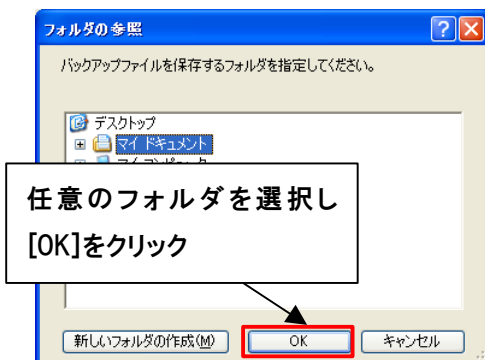 フォルダの参照
バックアップファイルを保存するフォルダを指定してください。
デスクトップ
マイ ドキュメント
任意のフォルダを選択し
[OK]をクリック
新しいフォルダの作成(M)
OK
キャンセル